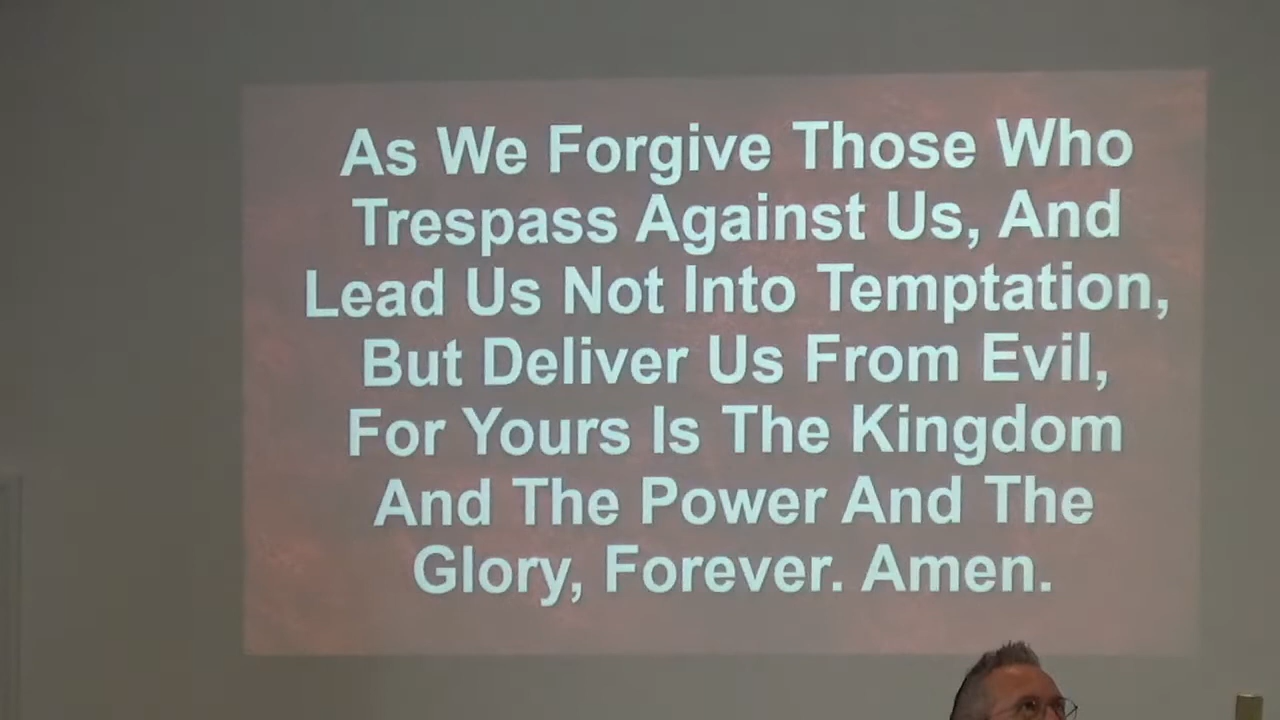 As We Forgive Those Who
Trespass Against Us, And
Lead Us Not Into Temptation,
But Deliver Us From Evil,
For Yours Is The Kingdom
And The Power And The
Glory, Forever. Amen.